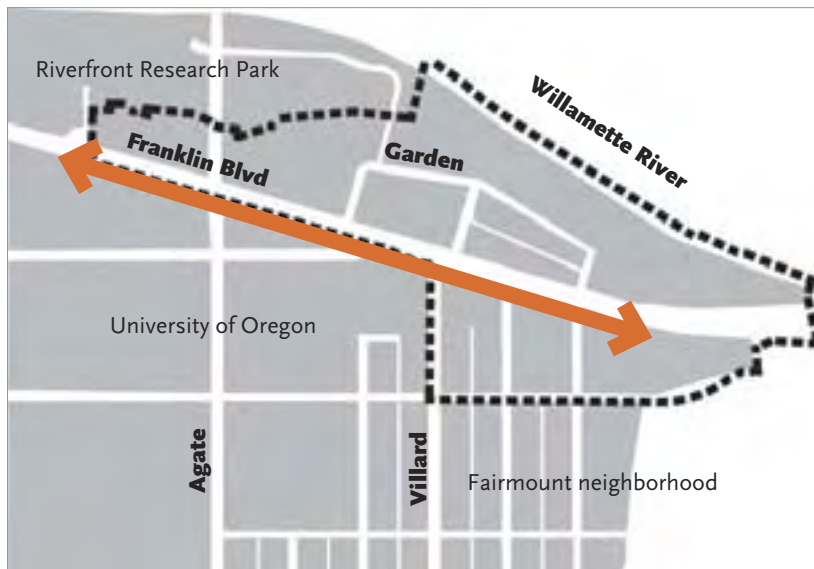 Riverfront Research Park
Willamette River
Franklin Blvd
Garden
University of Oregon
Agate
Villard
Fairmount neighborhood